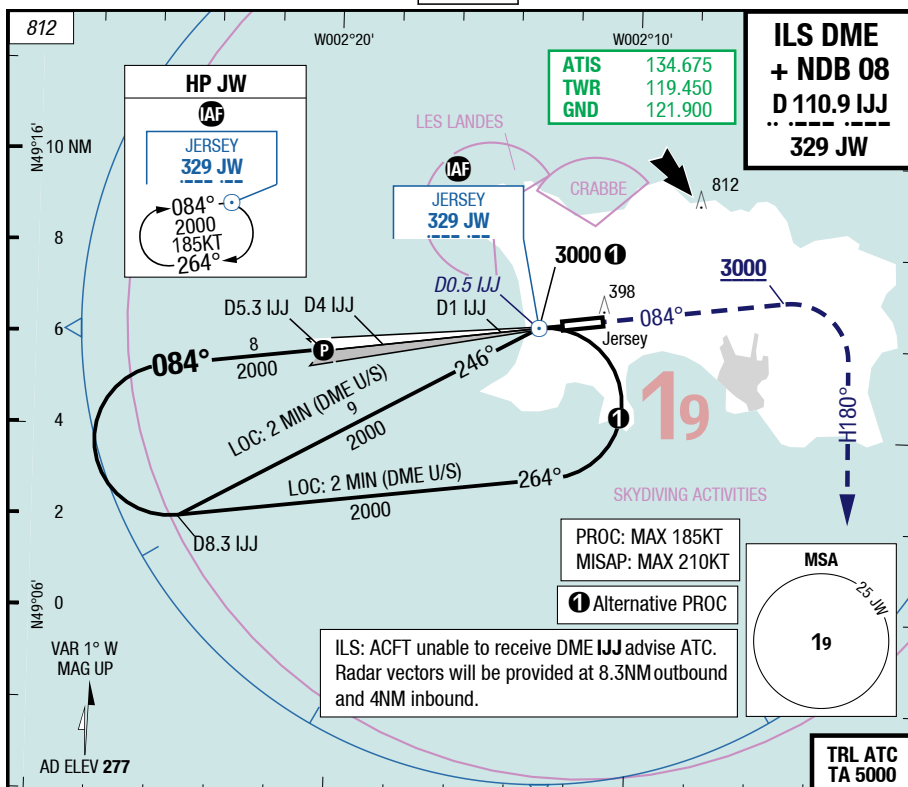 812
W002°20'
W002°10'
ILS DME
+ NDB 08
D 110.9 IJJ
329 JW
ATIS 134.675
TWR 119.450
GND 121.900
HP JW
IAF
JERSEY
329 JW
084°
2000
185KT
264°
N49°16'
10 NM
8
6
4
2
0
N49°06'
LES LANDES
CRABBE
IAF
JERSEY
329 JW
812
3000 1
3000
D0.5 IJJ
D5.3 IJJ
D4 IJJ
D1 IJJ
398
084°
Jersey
P
084°
8
2000
246°
LOC: 2 MIN (DME U/S)
9
2000
19
1
H180°
LOC: 2 MIN (DME U/S)
2000
264°
D8.3 IJJ
SKYDIVING ACTIVITIES
PROC: MAX 185KT
MISAP: MAX 210KT
1 Alternative PROC
MSA
25 JW
19
ILS: ACFT unable to receive DME IJJ advise ATC.
Radar vectors will be provided at 8.3NM outbound
and 4NM inbound.
VAR 1° W
MAG UP
AD ELEV 277
TRL ATC
TA 5000